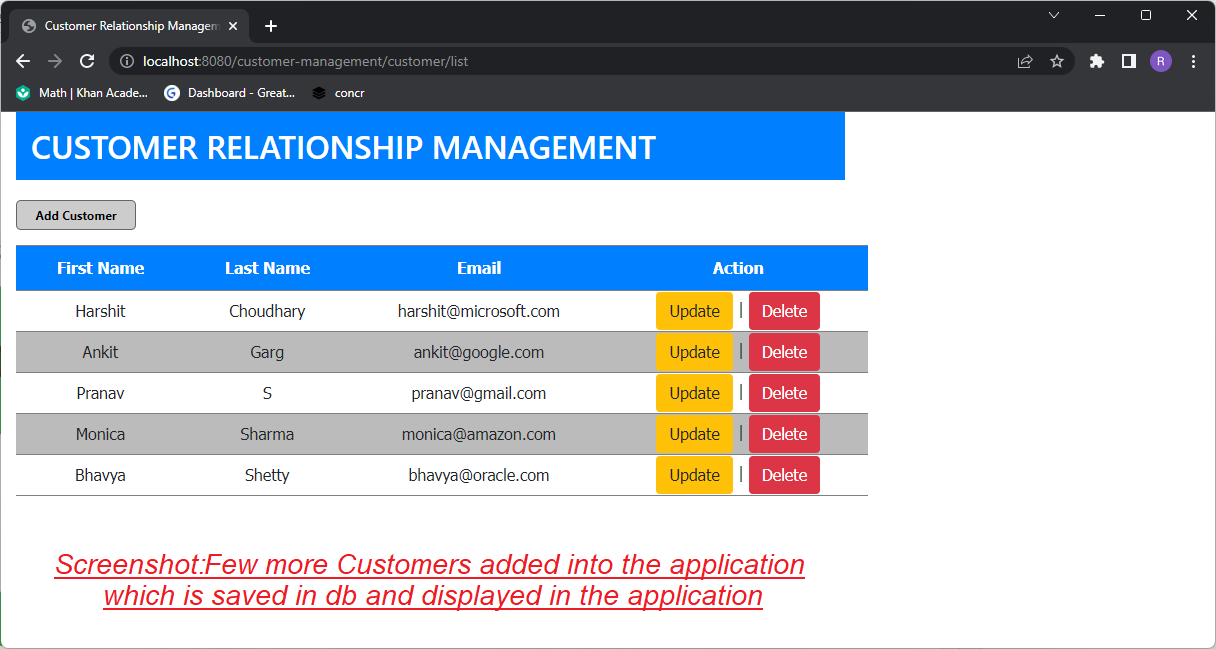 Customer Relationship Managem
localhost:8080/customer-management/customer/list
R
Math | Khan Acade... G Dashboard - Great... concr
CUSTOMER RELATIONSHIP MANAGEMENT
Add Customer
First Name Last Name Email Action
Harshit Choudhary harshit@microsoft.com Update | Delete
Ankit Garg ankit@google.com Update | Delete
Pranav S pranav@gmail.com Update | Delete
Monica Sharma monica@amazon.com Update | Delete
Bhavya Shetty bhavya@oracle.com Update | Delete
Screenshot:Few more Customers added into the application
which is saved in db and displayed in the application